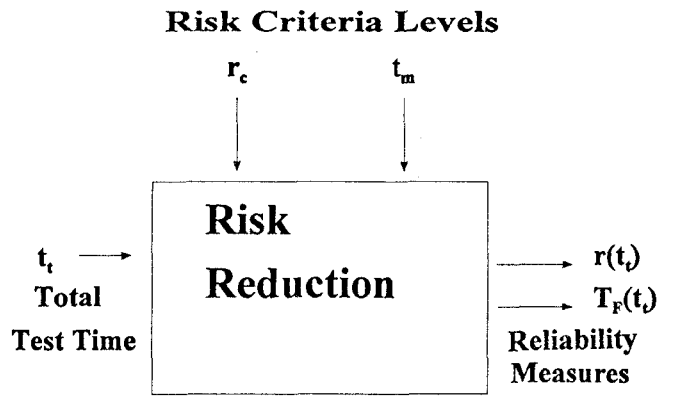 Risk Criteria Levels
r_c
t_m
Risk
Reduction
t_t
Total
Test Time
r(t_t)
T_F(t_t)
Reliability
Measures